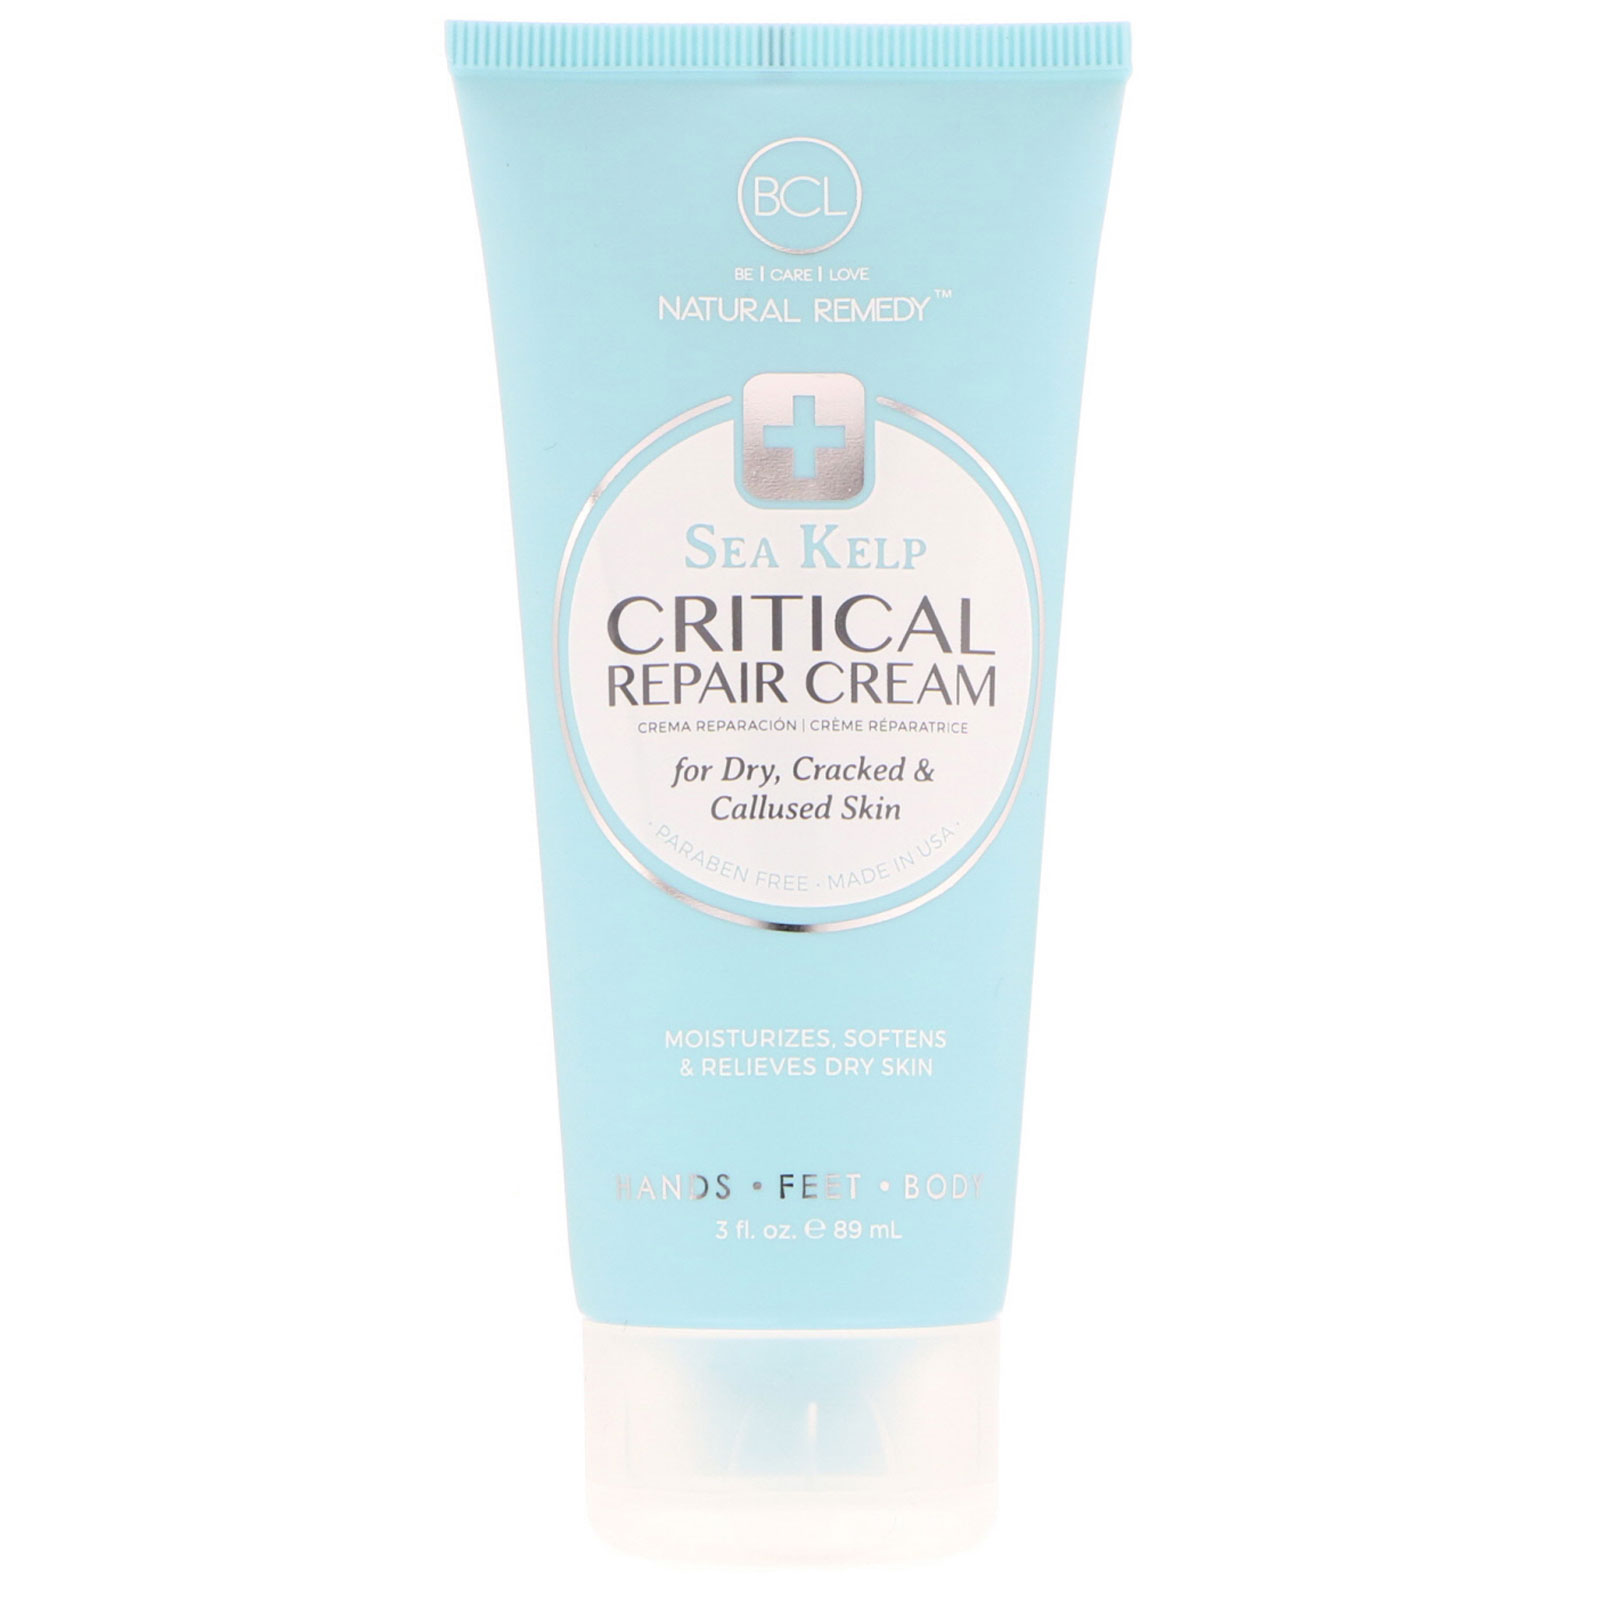 BCL
BE | CARE | LOVE
NATURAL REMEDY™
SEA KELP
CRITICAL
REPAIR CREAM
CREMA REPARACIÓN | CRÈME RÉPARATRICE
for Dry, Cracked &
Callused Skin
· PARABEN FREE · MADE IN USA ·
MOISTURIZES, SOFTENS
& RELIEVES DRY SKIN
HANDS • FEET • BODY
3 fl. oz. ℮ 89 mL